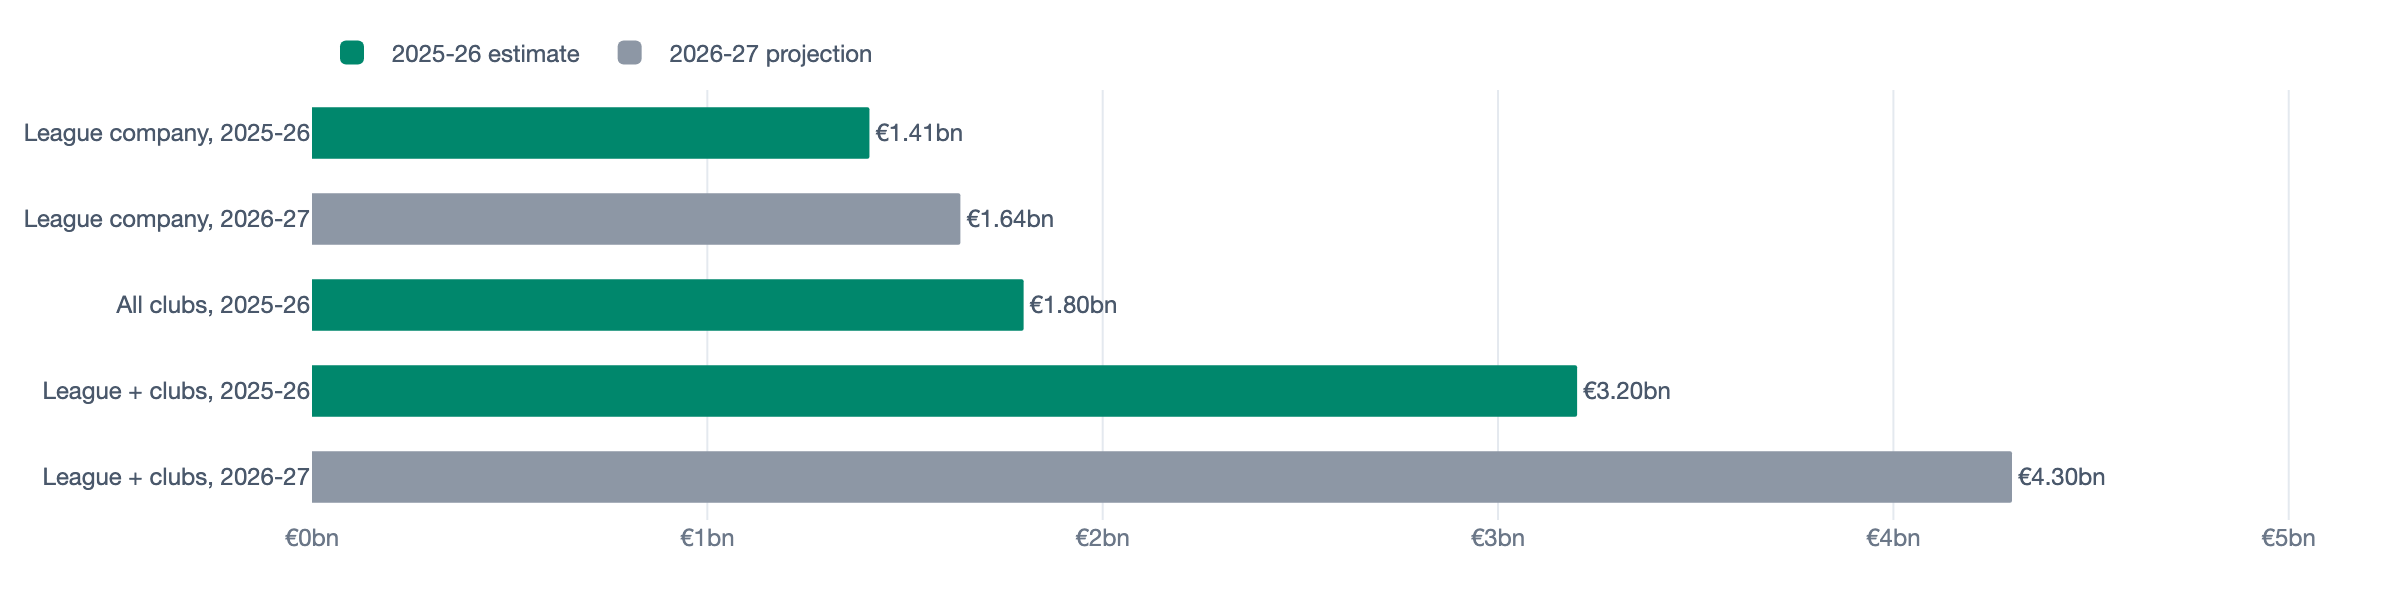 2025-26 estimate 2026-27 projection
League company, 2025-26 €1.41bn
League company, 2026-27 €1.64bn
All clubs, 2025-26 €1.80bn
League + clubs, 2025-26 €3.20bn
League + clubs, 2026-27 €4.30bn
€0bn €1bn €2bn €3bn €4bn €5bn